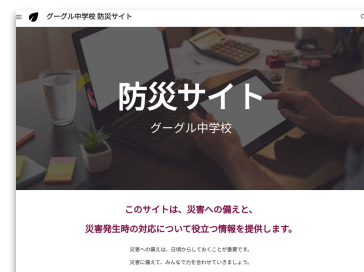 グーグル中学校 防災サイト
防災サイト
グーグル中学校
このサイトは、災害への備えと、
災害発生時の対応について役立つ情報を提供します。
災害への備えは、日頃からしておくことが重要です。
災害に備えて、みんなで力を合わせていきましょう。